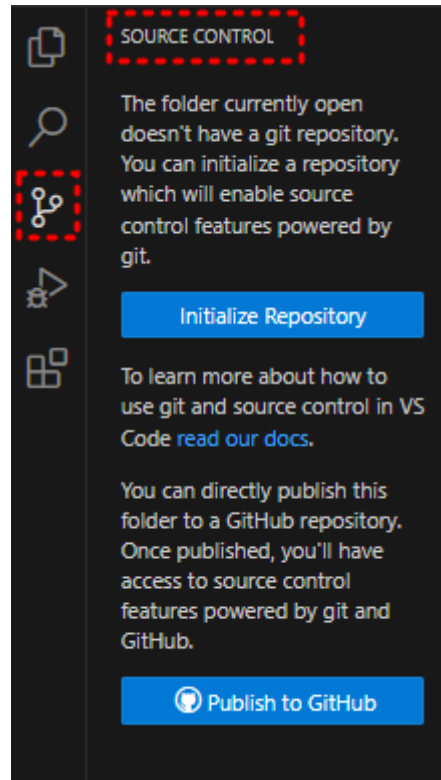 SOURCE CONTROL
The folder currently open
doesn't have a git repository.
You can initialize a repository
which will enable source
control features powered by
git.
Initialize Repository
To learn more about how to
use git and source control in VS
Code read our docs.
You can directly publish this
folder to a GitHub repository.
Once published, you'll have
access to source control
features powered by git and
GitHub.
Publish to GitHub